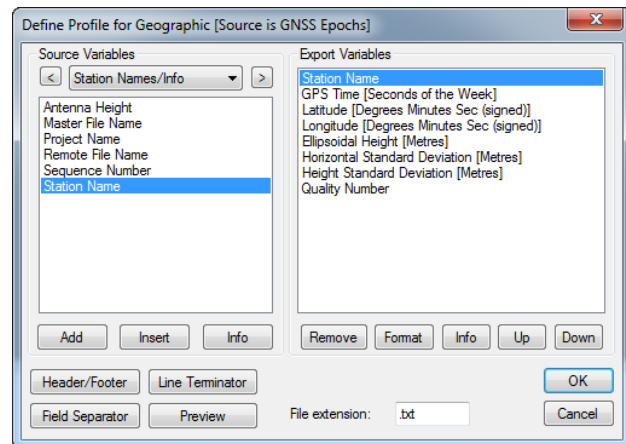 Define Profile for Geographic [Source is GNSS Epochs]
Source Variables
< Station Names/Info >
Antenna Height
Master File Name
Project Name
Remote File Name
Sequence Number
Station Name
Add Insert Info
Export Variables
Station Name
GPS Time [Seconds of the Week]
Latitude [Degrees Minutes Sec (signed)]
Longitude [Degrees Minutes Sec (signed)]
Ellipsoidal Height [Metres]
Horizontal Standard Deviation [Metres]
Height Standard Deviation [Metres]
Quality Number
Remove Format Info Up Down
Header/Footer Line Terminator
Field Separator Preview
File extension: .txt
OK
Cancel